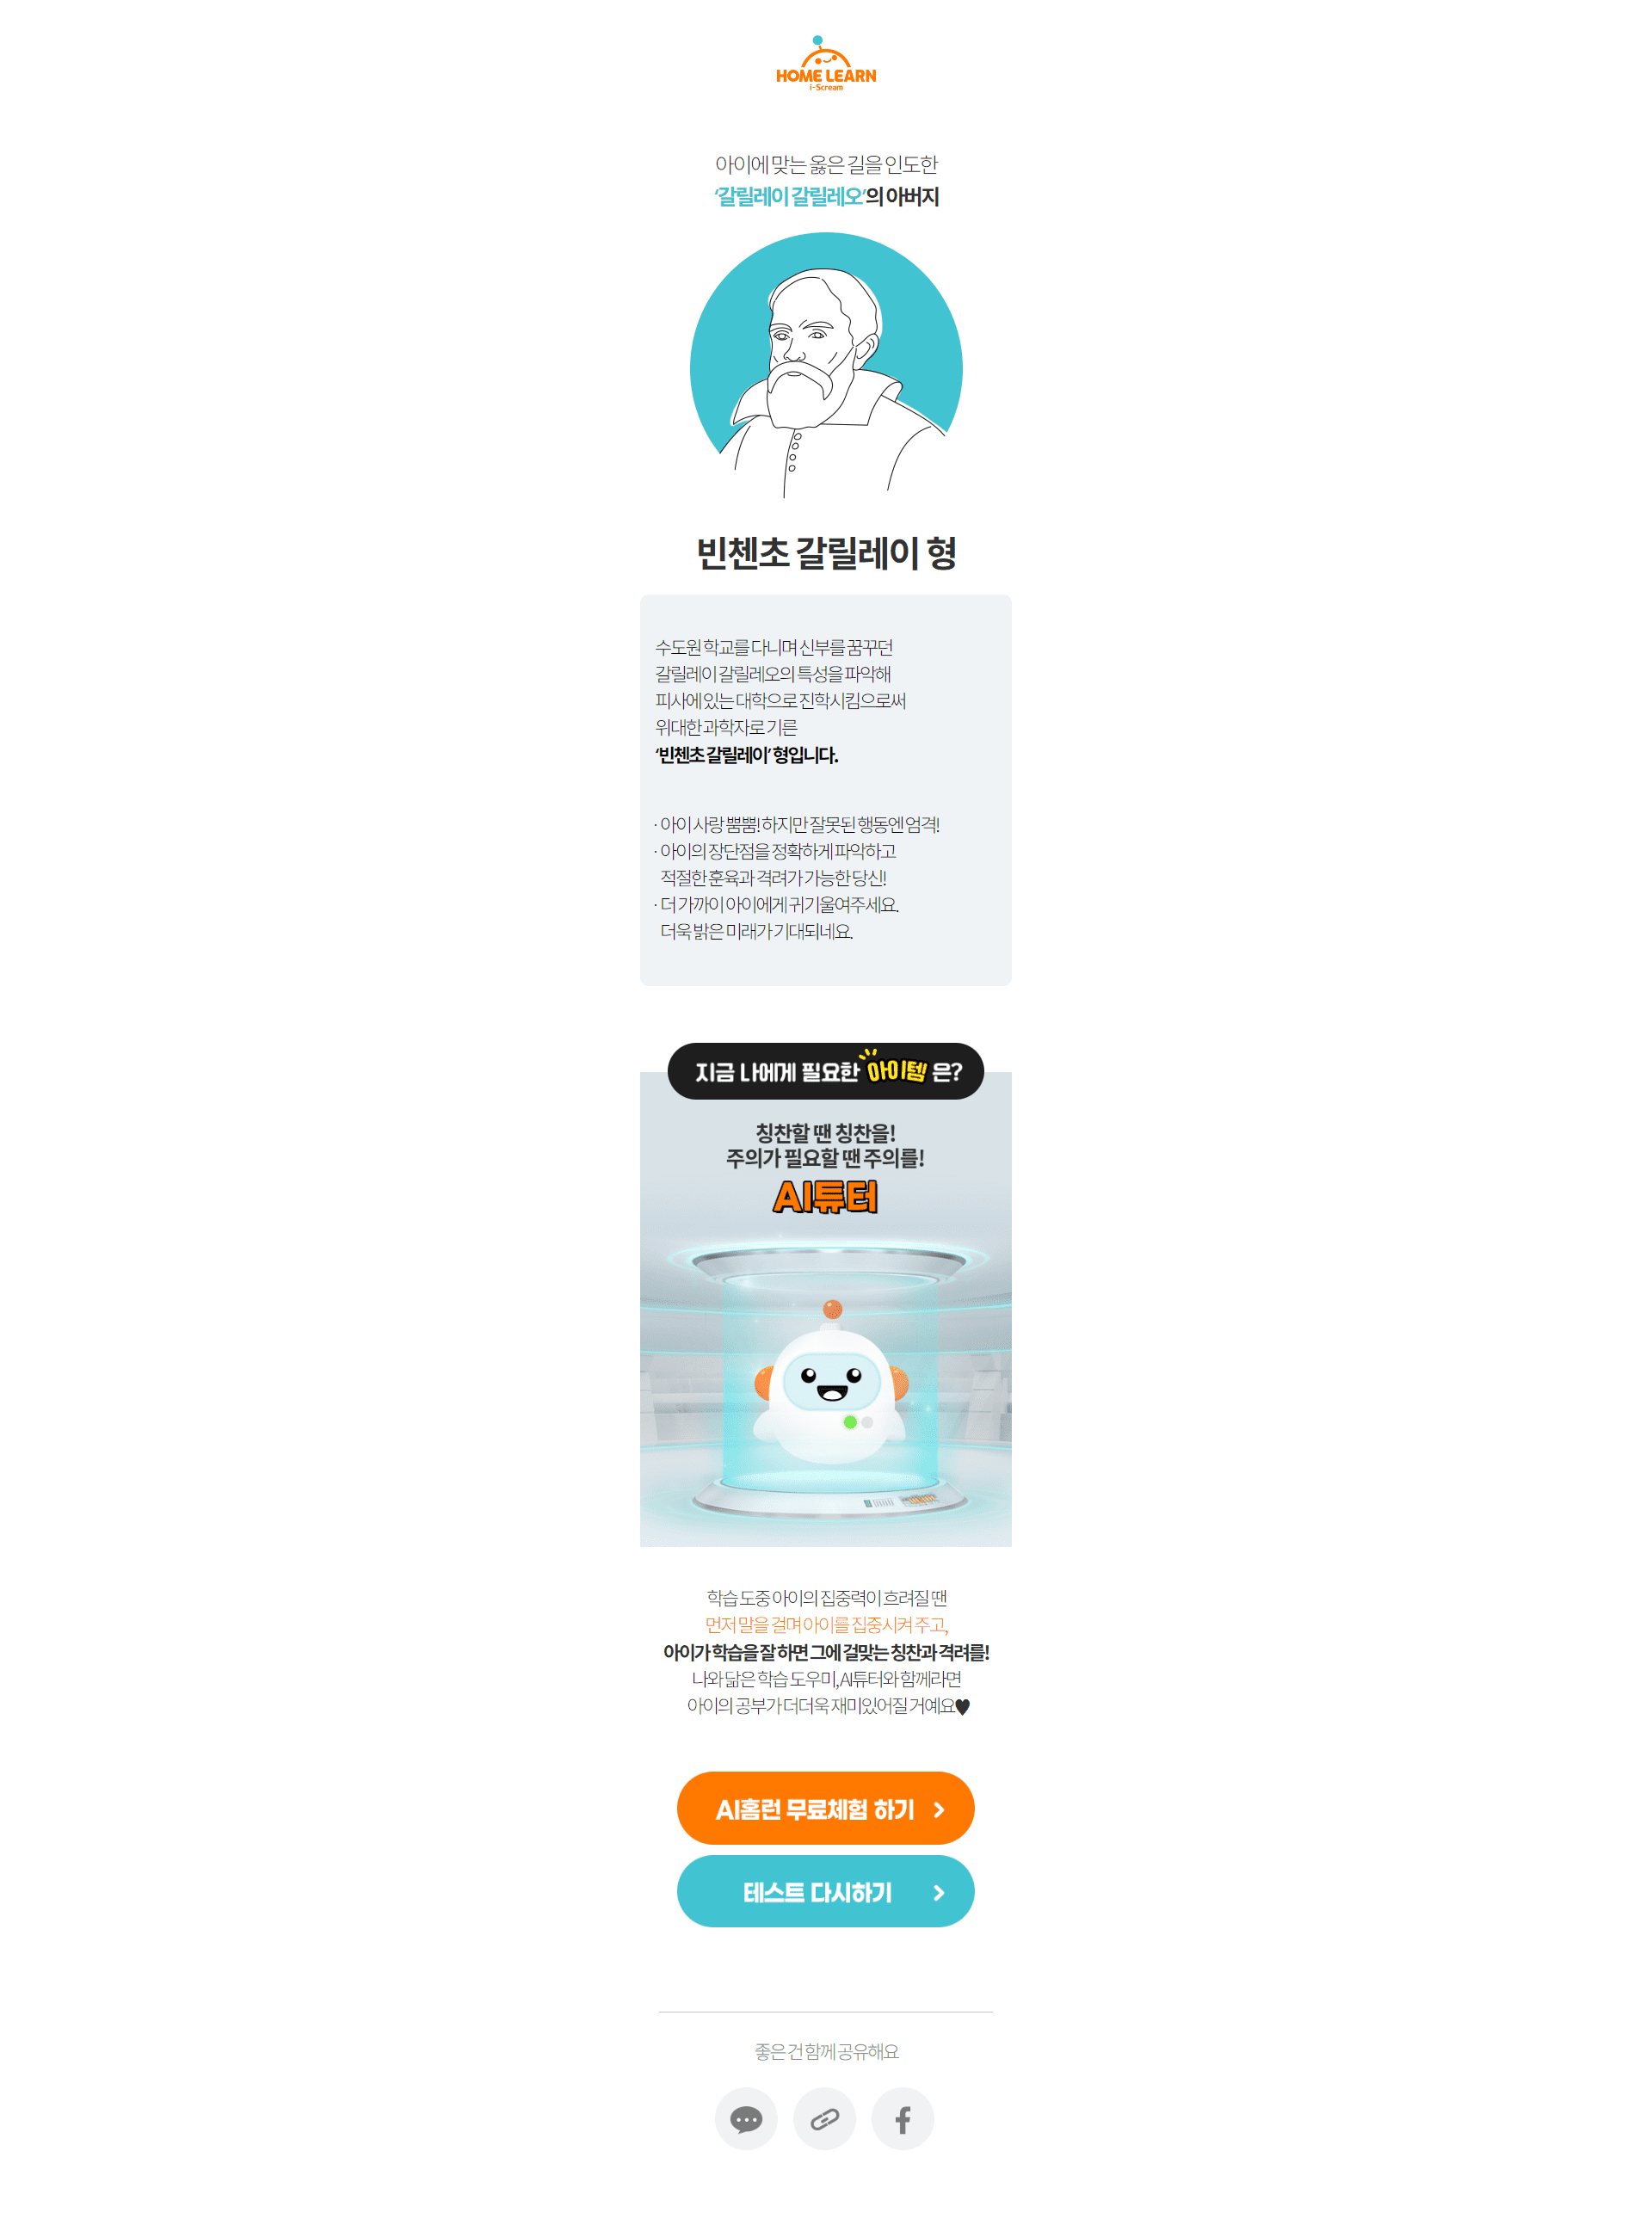 HOME LEARN
i-Scream
아이에 맞는 옳은 길을 인도한
‘갈릴레이 갈릴레오’의 아버지
빈첸초 갈릴레이 형
수도원 학교를 다니며 신부를 꿈꾸던
갈릴레이 갈릴레오의 특성을 파악해
피사에 있는 대학으로 진학시킴으로써
위대한 과학자로 기른
‘빈첸초 갈릴레이’ 형입니다.
· 아이 사랑 뿜뿜! 하지만 잘못된 행동엔 엄격!
· 아이의 장단점을 정확하게 파악하고
적절한 훈육과 격려가 가능한 당신!
· 더 가까이 아이에게 귀 기울여주세요.
더욱 밝은 미래가 기대되네요.
지금 나에게 필요한 아이템 은?
칭찬할 땐 칭찬을!
주의가 필요할 땐 주의를!
AI튜터
학습 도중 아이의 집중력이 흐려질 땐
먼저 말을 걸며 아이를 집중시켜 주고,
아이가 학습을 잘 하면 그에 걸맞는 칭찬과 격려를!
나와 닮은 학습 도우미, AI튜터와 함께라면
아이의 공부가 더더욱 재미있어질 거예요♥
AI홈런 무료체험 하기
테스트 다시하기
좋은 건 함께 공유해요